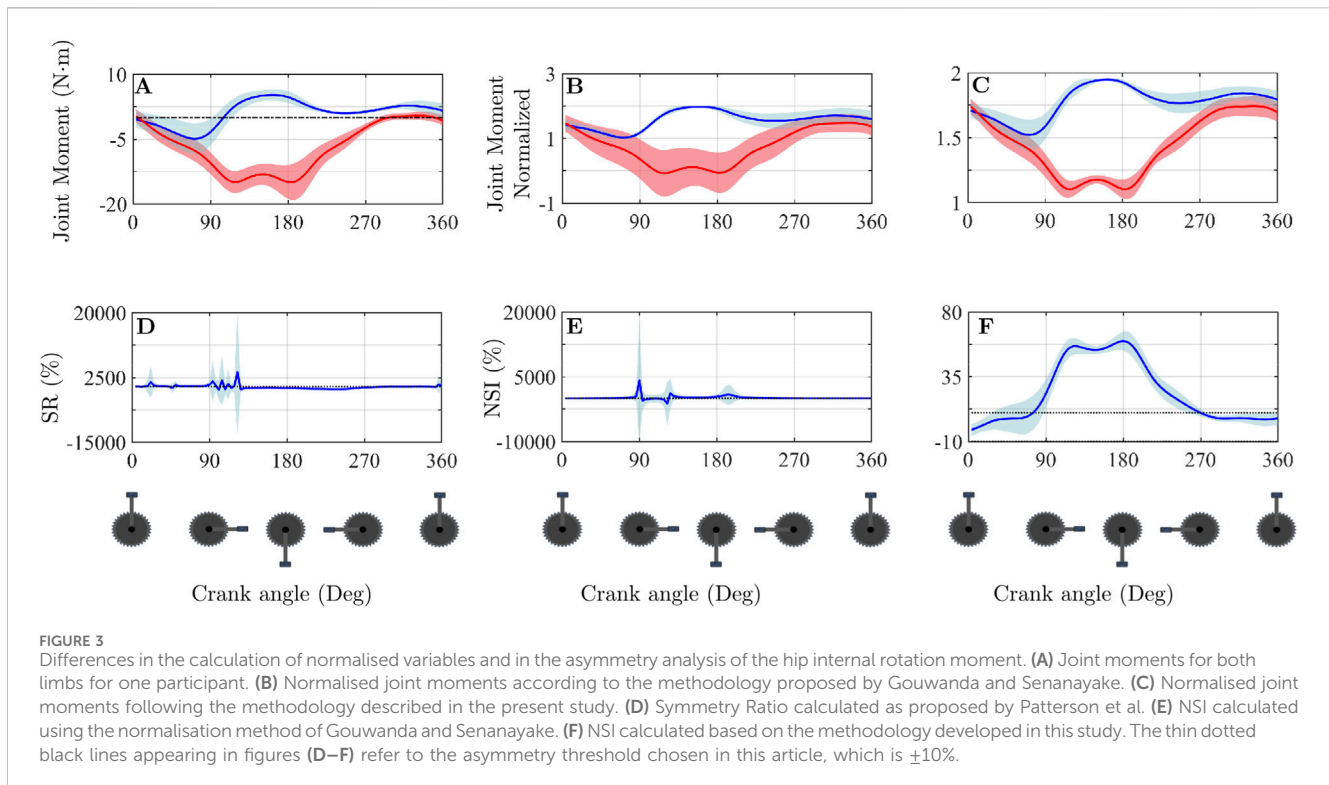 Joint Moment (N·m)
10
-5
-20
A
0 90 180 270 360
Joint Moment
Normalized
3
1
-1
B
0 90 180 270 360
2
1.5
1
C
0 90 180 270 360
SR (%)
20000
2500
-15000
D
0 90 180 270 360
NSI (%)
20000
5000
-10000
E
0 90 180 270 360
80
35
-10
F
0 90 180 270 360
Crank angle (Deg)
Crank angle (Deg)
Crank angle (Deg)
FIGURE 3
Differences in the calculation of normalised variables and in the asymmetry analysis of the hip internal rotation moment. (A) Joint moments for both
limbs for one participant. (B) Normalised joint moments according to the methodology proposed by Gouwanda and Senanayake. (C) Normalised joint
moments following the methodology described in the present study. (D) Symmetry Ratio calculated as proposed by Patterson et al. (E) NSI calculated
using the normalisation method of Gouwanda and Senanayake. (F) NSI calculated based on the methodology developed in this study. The thin dotted
black lines appearing in figures (D–F) refer to the asymmetry threshold chosen in this article, which is ±10%.